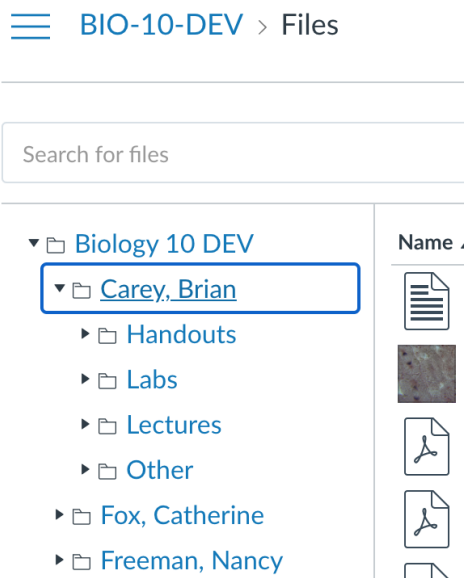 BIO-10-DEV > Files
Search for files
Biology 10 DEV
Name
Carey, Brian
Handouts
Labs
Lectures
Other
Fox, Catherine
Freeman, Nancy